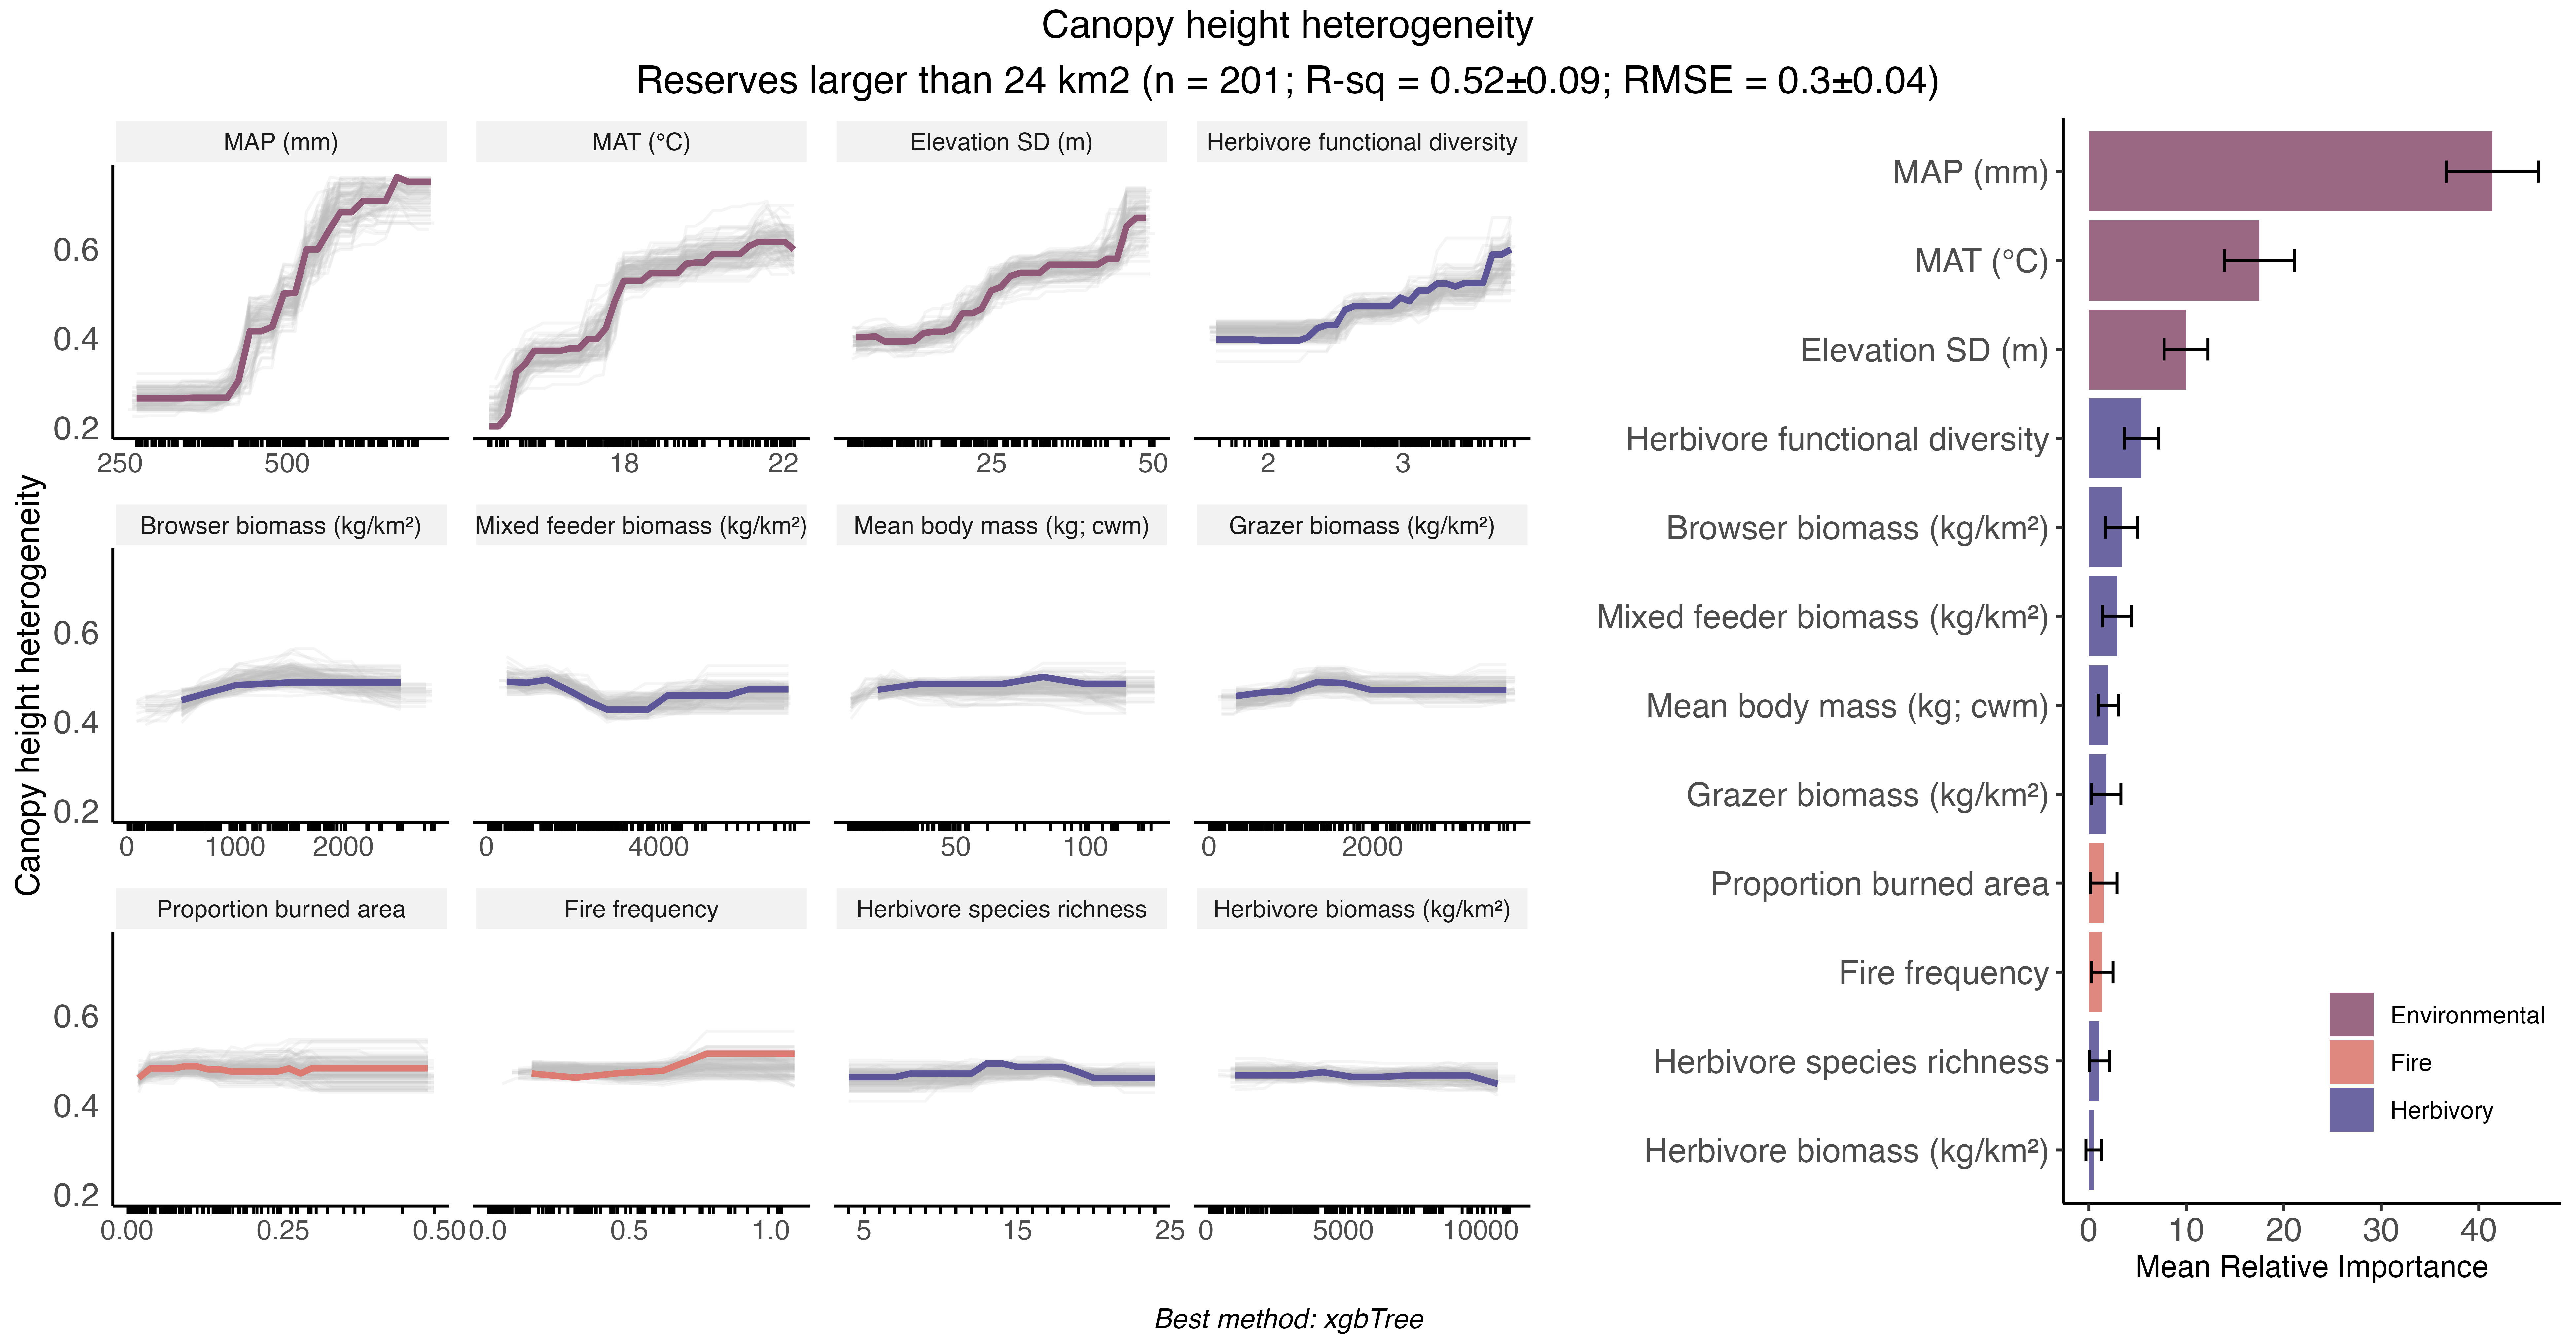 Canopy height heterogeneity
Reserves larger than 24 km2 (n = 201; R-sq = 0.52±0.09; RMSE = 0.3±0.04)
Canopy height heterogeneity
MAP (mm)
MAT (°C)
Elevation SD (m)
Herbivore functional diversity
0.6
0.4
0.2
250 500
18 22
25 50
2 3
Browser biomass (kg/km²)
Mixed feeder biomass (kg/km²)
Mean body mass (kg; cwm)
Grazer biomass (kg/km²)
0.6
0.4
0.2
0 1000 2000
0 4000
50 100
0 2000
Proportion burned area
Fire frequency
Herbivore species richness
Herbivore biomass (kg/km²)
0.6
0.4
0.2
0.00 0.25 0.50
0.0 0.5 1.0
5 15 25
0 5000 10000
MAP (mm)
MAT (°C)
Elevation SD (m)
Herbivore functional diversity
Browser biomass (kg/km²)
Mixed feeder biomass (kg/km²)
Mean body mass (kg; cwm)
Grazer biomass (kg/km²)
Proportion burned area
Fire frequency
Herbivore species richness
Herbivore biomass (kg/km²)
0 10 20 30 40
Mean Relative Importance
Environmental
Fire
Herbivory
Best method: xgbTree